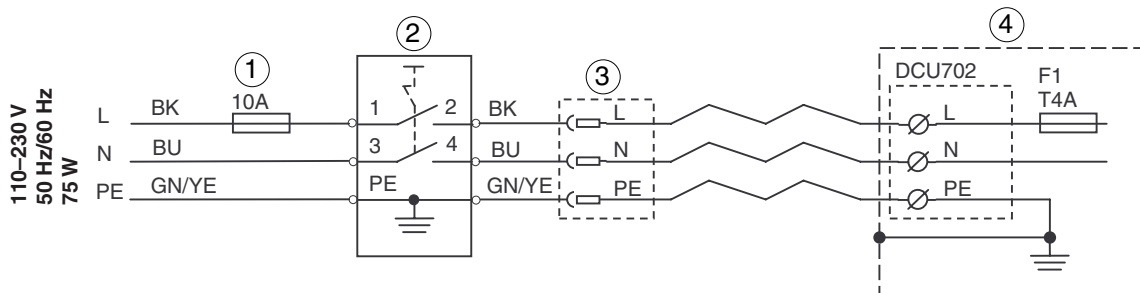 110–230 V
50 Hz/60 Hz
75 W
1
10A
2
3
4
DCU702
F1
T4A
L BK 1 2 BK L L
N BU 3 4 BU N N
PE GN/YE PE GN/YE PE PE